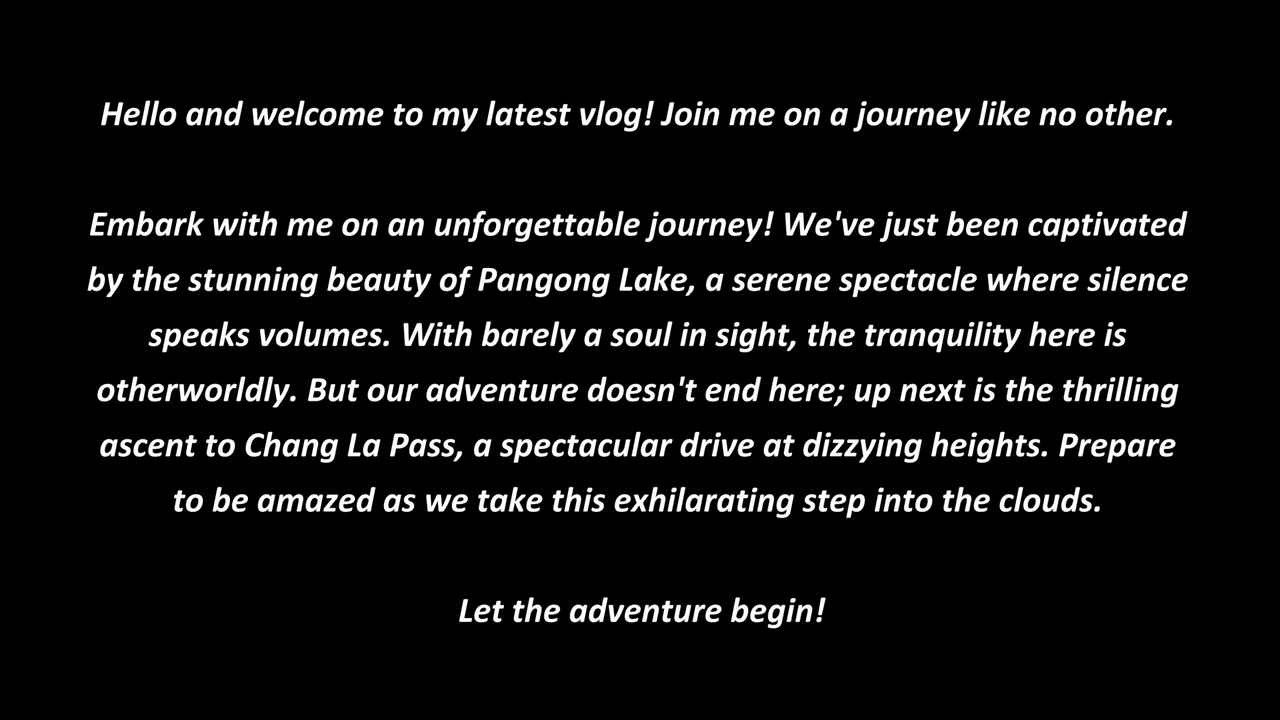 Hello and welcome to my latest vlog! Join me on a journey like no other.
Embark with me on an unforgettable journey! We've just been captivated
by the stunning beauty of Pangong Lake, a serene spectacle where silence
speaks volumes. With barely a soul in sight, the tranquility here is
otherworldly. But our adventure doesn't end here; up next is the thrilling
ascent to Chang La Pass, a spectacular drive at dizzying heights. Prepare
to be amazed as we take this exhilarating step into the clouds.
Let the adventure begin!